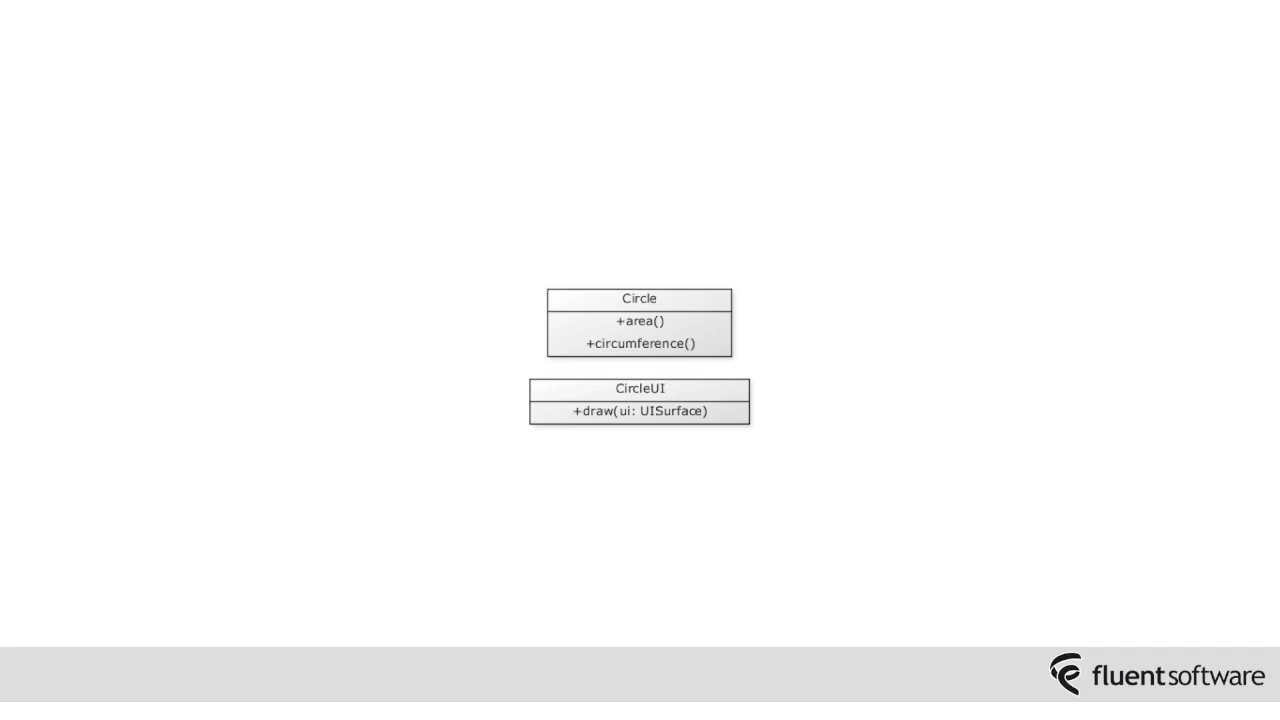 Circle
+area()
+circumference()
CircleUI
+draw(ui: UISurface)
fluentsoftware